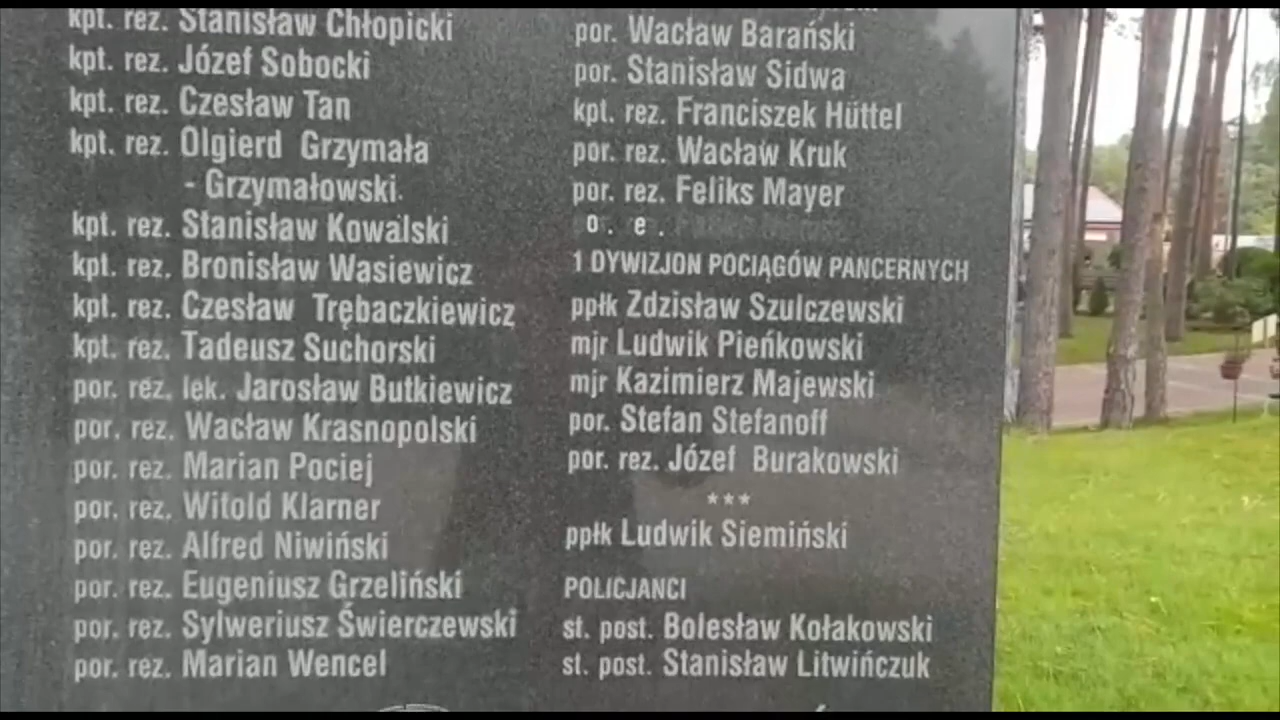 kpt. rez. Stanisław Chłopicki
kpt. rez. Józef Sobocki
kpt. rez. Czesław Tan
kpt. rez. Olgierd Grzymała
- Grzymałowski
kpt. rez. Stanisław Kowalski
kpt. rez. Bronisław Wasiewicz
kpt. rez. Czesław Trębaczkiewicz
kpt. rez. Tadeusz Suchorski
por. rez. lęk. Jarosław Butkiewicz
por. rez. Wacław Krasnopolski
por. rez. Marian Pociej
por. rez. Witold Klarner
por. rez. Alfred Niwiński
por. rez. Eugeniusz Grzeliński
por. rez. Sylweriusz Świerczewski
por. rez. Marian Wencel
por. Wacław Barański
por. Stanisław Sidwa
kpt. rez. Franciszek Hüttel
por. rez. Wacław Kruk
por. rez. Feliks Mayer
1 DYWIZJON POCIĄGÓW PANCERNYCH
ppłk Zdzisław Szulczewski
mjr Ludwik Pieńkowski
mjr Kazimierz Majewski
por. Stefan Stefanoff
por. rez. Józef Burakowski
***
ppłk Ludwik Siemiński
POLICJANCI
st. post. Bolesław Kołakowski
st. post. Stanisław Litwińczuk